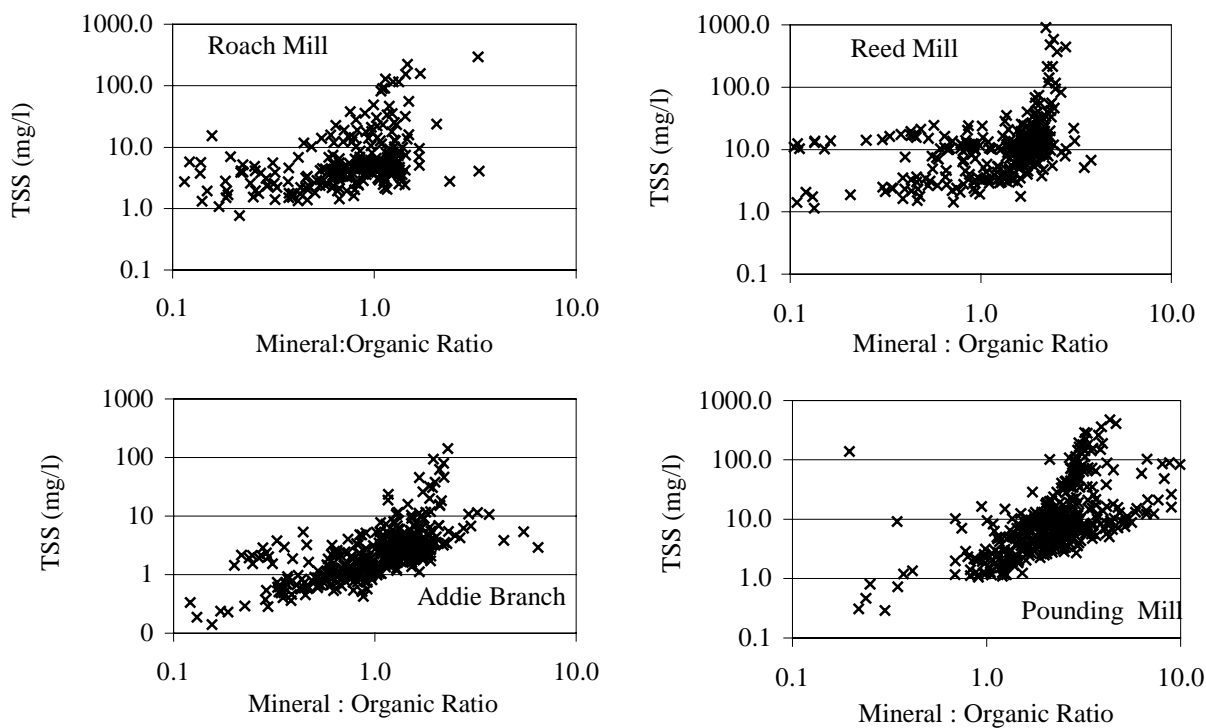 1000.0
100.0
10.0
1.0
0.1
TSS (mg/l)
Roach Mill
0.1 1.0 10.0
Mineral:Organic Ratio
1000.0
100.0
10.0
1.0
0.1
TSS (mg/l)
Reed Mill
0.1 1.0 10.0
Mineral : Organic Ratio
1000
100
10
1
0
TSS (mg/l)
Addie Branch
0.1 1.0 10.0
Mineral : Organic Ratio
1000.0
100.0
10.0
1.0
0.1
TSS (mg/l)
Pounding Mill
0.1 1.0 10.0
Mineral : Organic Ratio